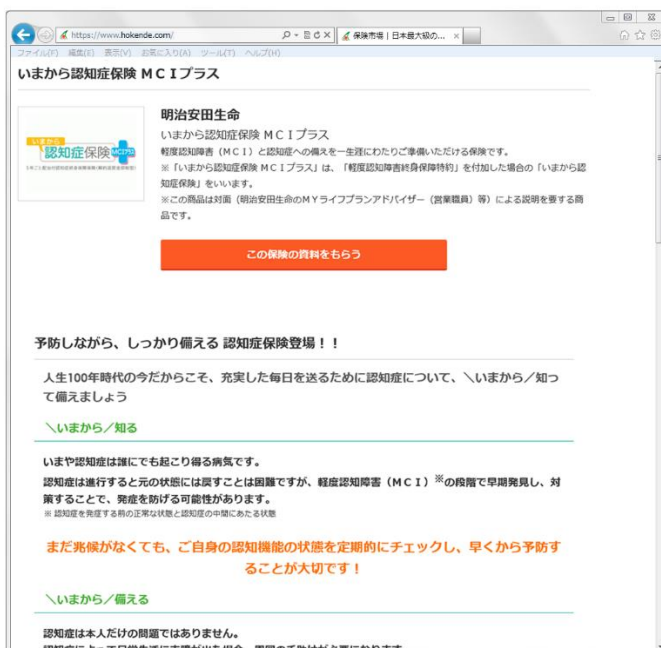 https://www.hokende.com/
保険市場 | 日本最大級の...
ファイル(F) 編集(E) 表示(V) お気に入り(A) ツール(T) ヘルプ(H)
いまから認知症保険 MCIプラス
明治安田生命
いまから認知症保険 MCIプラス
軽度認知障害（MCI）と認知症への備えを一生涯にわたりご準備いただける保険です。
※「いまから認知症保険 MCIプラス」は、「軽度認知障害終身保障特約」を付加した場合の「いまから認
知症保険」をいいます。
※この商品は対面（明治安田生命のMYライフプランアドバイザー（営業職員）等）による説明を要する商
品です。
いまから
認知症保険 MCIプラス
この保険の資料をもらう
予防しながら、しっかり備える 認知症保険登場！！
人生100年時代の今だからこそ、充実した毎日を送るために認知症について、＼いまから／知っ
て備えましょう
＼いまから／知る
いまや認知症は誰にでも起こり得る病気です。
認知症は進行すると元の状態には戻すことは困難ですが、軽度認知障害（MCI）※の段階で早期発見し、対
策することで、発症を防げる可能性があります。
※ 認知症を発症する前の正常な状態と認知症の中間にあたる状態
まだ兆候がなくても、ご自身の認知機能の状態を定期的にチェックし、早くから予防す
ることが大切です！
＼いまから／備える
認知症は本人だけの問題ではありません。